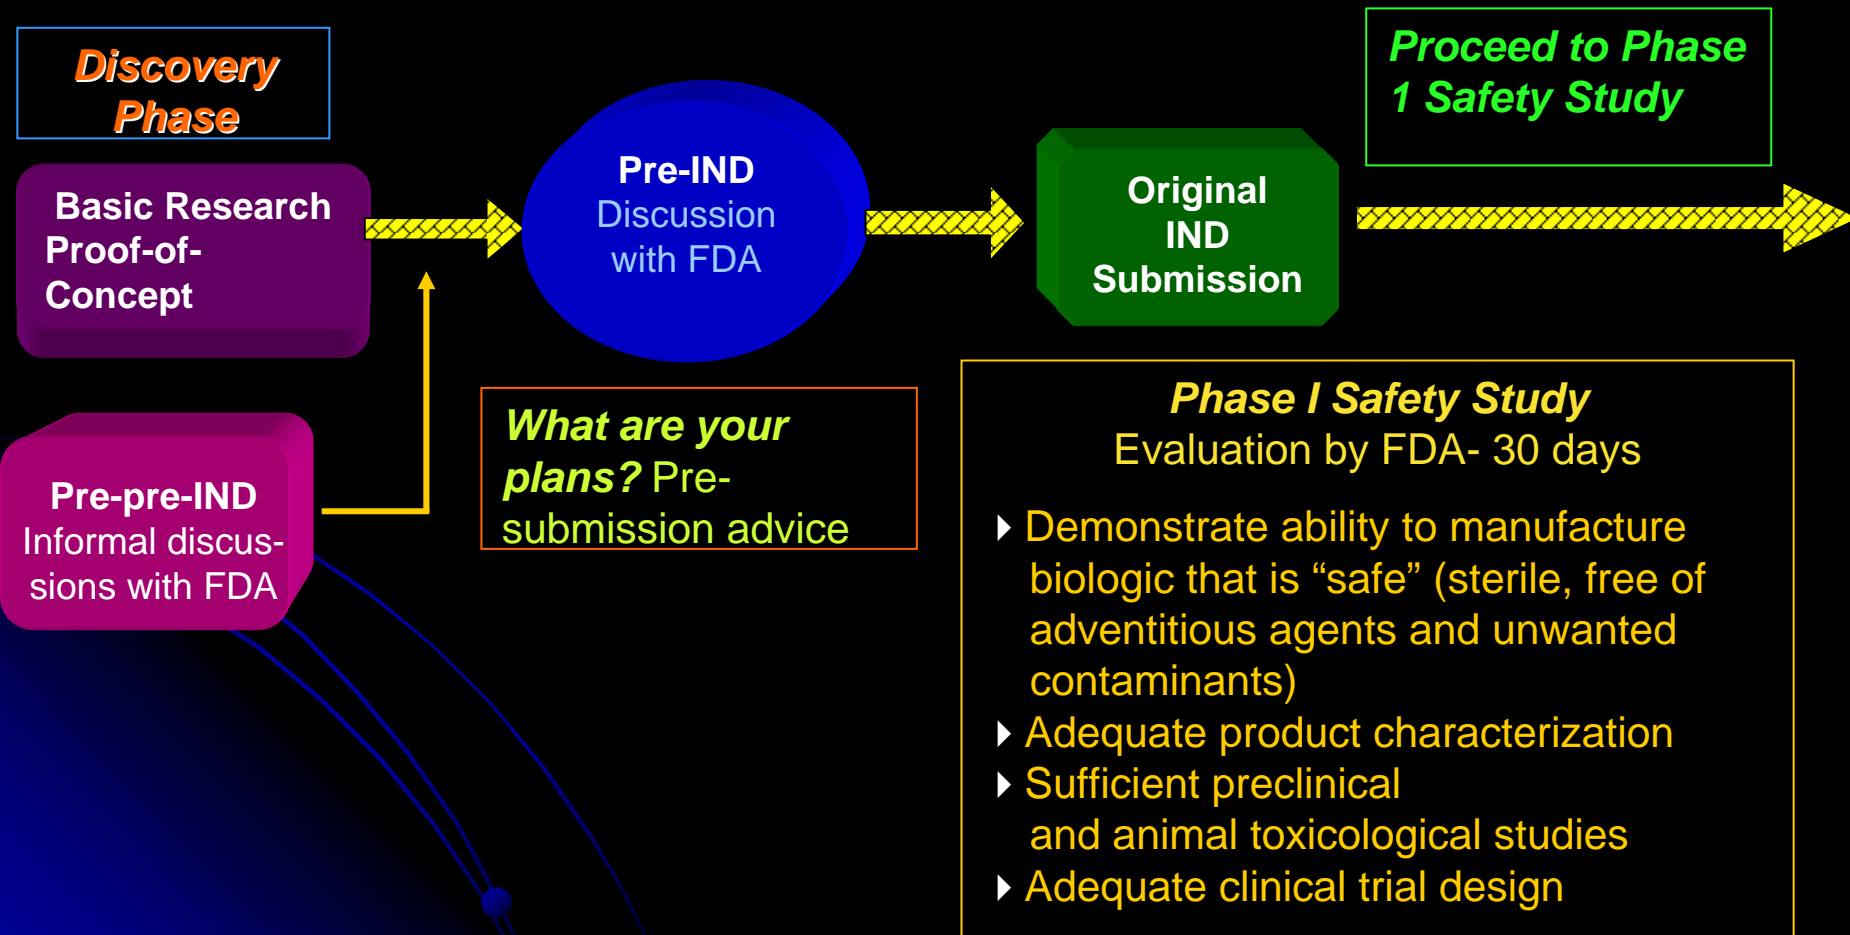 Discovery
Phase
Basic Research
Proof-of-
Concept
Pre-pre-IND
Informal discus-
sions with FDA
Pre-IND
Discussion
with FDA
What are your
plans? Pre-
submission advice
Original
IND
Submission
Proceed to Phase
1 Safety Study
Phase I Safety Study
Evaluation by FDA- 30 days
Demonstrate ability to manufacture
biologic that is “safe” (sterile, free of
adventitious agents and unwanted
contaminants)
Adequate product characterization
Sufficient preclinical
and animal toxicological studies
Adequate clinical trial design